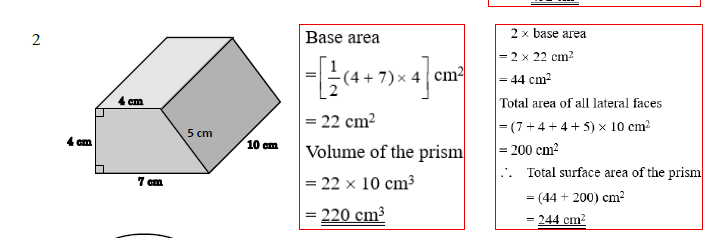 2
4 cm
4 cm
5 cm
10 cm
7 cm
Base area
= [1/2 (4 + 7) × 4] cm²
= 22 cm²
Volume of the prism
= 22 × 10 cm³
= 220 cm³
2 × base area
= 2 × 22 cm²
= 44 cm²
Total area of all lateral faces
= (7 + 4 + 4 + 5) × 10 cm²
= 200 cm²
∴ Total surface area of the prism
= (44 + 200) cm²
= 244 cm²